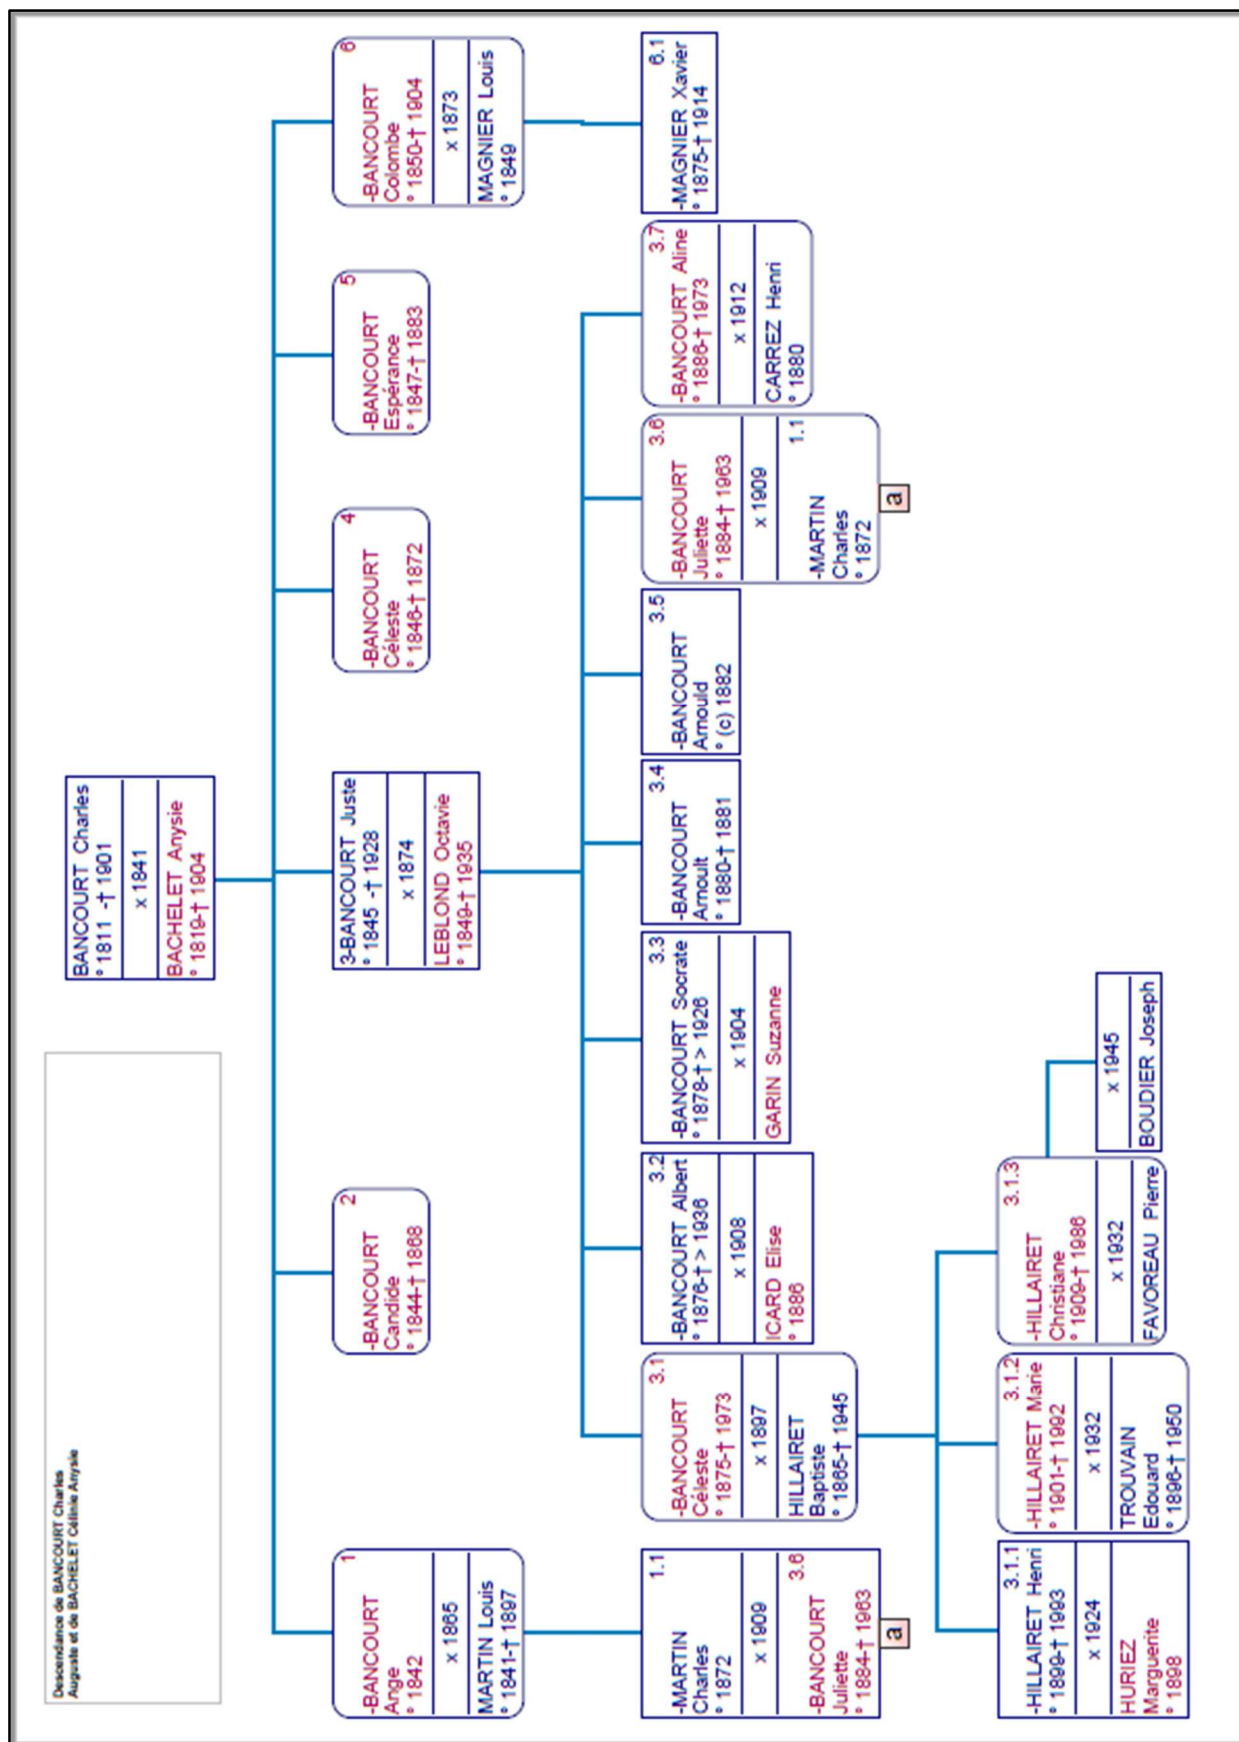 Descendance de BANCOURT Charles
Auguste et de BACHELET Célinie Anysie
BANCOURT Charles
° 1811 -† 1901
x 1841
BACHELET Anysie
° 1819-† 1904
1
-BANCOURT
Ange
° 1842
x 1865
MARTIN Louis
° 1841-† 1897
2
-BANCOURT
Candide
° 1844-† 1868
3-BANCOURT Juste
° 1845 -† 1928
x 1874
LEBLOND Octavie
° 1849-† 1935
4
-BANCOURT
Céleste
° 1846-† 1872
5
-BANCOURT
Espérance
° 1847-† 1883
6
-BANCOURT
Colombe
° 1850-† 1904
x 1873
MAGNIER Louis
° 1849
1.1
-MARTIN
Charles
° 1872
x 1909
3.6
-BANCOURT
Juliette
° 1884-† 1963
a
3.1
-BANCOURT
Céleste
° 1875-† 1973
x 1897
HILLAIRET
Baptiste
° 1865-† 1945
3.2
-BANCOURT Albert
° 1876-† > 1936
x 1908
ICARD Elise
° 1886
3.3
-BANCOURT Socrate
° 1878-† > 1926
x 1904
GARIN Suzanne
3.4
-BANCOURT
Arnoult
° 1880-† 1881
3.5
-BANCOURT
Arnould
° (c) 1882
3.6
-BANCOURT
Juliette
° 1884-† 1963
x 1909
1.1
-MARTIN
Charles
° 1872
a
3.7
-BANCOURT Aline
° 1886-† 1973
x 1912
CARREZ Henri
° 1880
6.1
-MAGNIER Xavier
° 1875-† 1914
3.1.1
-HILLAIRET Henri
° 1899-† 1993
x 1924
HURIEZ
Marguerite
° 1898
3.1.2
-HILLAIRET Marie
° 1901-† 1992
x 1932
TROUVAIN
Edouard
° 1896-† 1950
3.1.3
-HILLAIRET
Christiane
° 1909-† 1986
x 1932
FAVOREAU Pierre
x 1945
BOUDIER Joseph